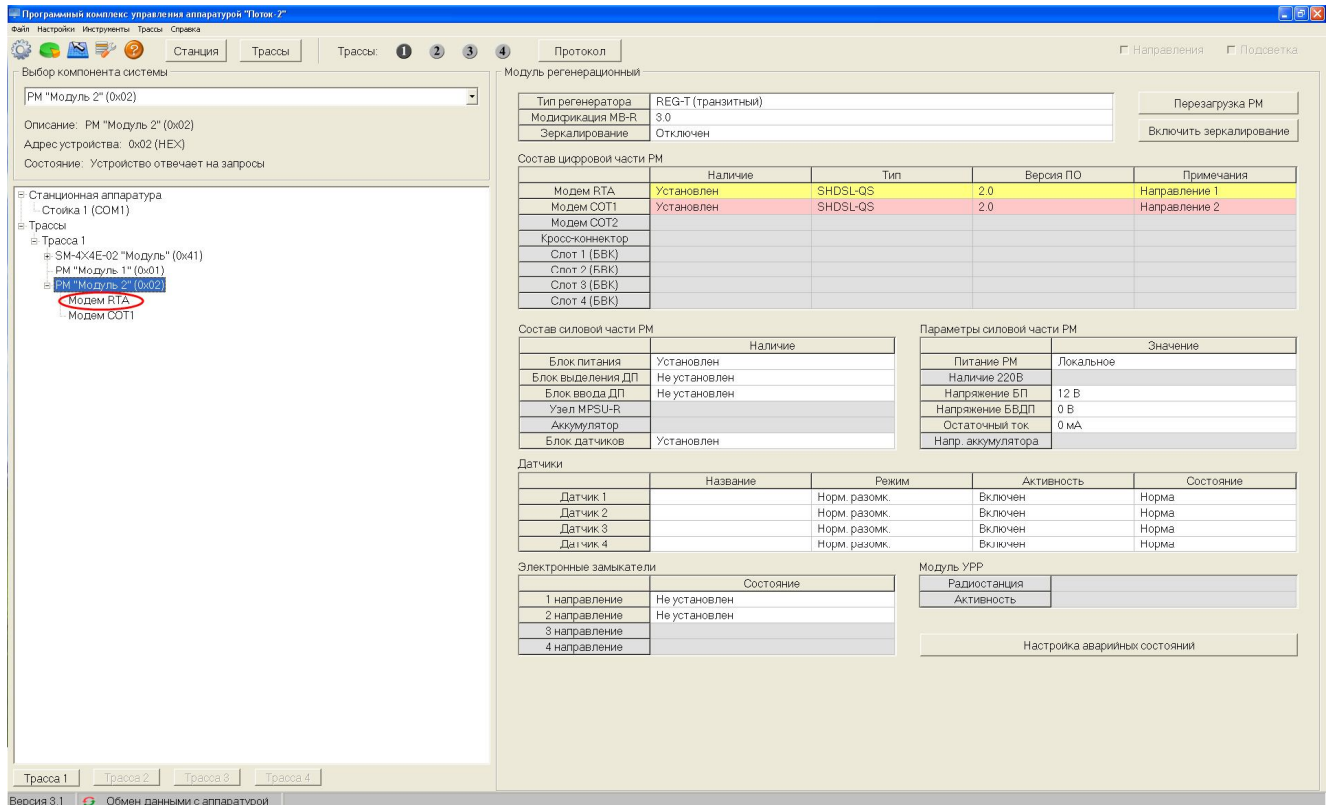 Программный комплекс управления аппаратурой "Поток-2"
Файл Настройки Инструменты Трассы Справка
Станция Трассы Трассы: 1 2 3 4 Протокол Направления Подсветка
Выбор компонента системы
РМ "Модуль 2" (0x02)
Описание: РМ "Модуль 2" (0x02)
Адрес устройства: 0x02 (HEX)
Состояние: Устройство отвечает на запросы
Станционная аппаратура
Стойка 1 (COM1)
Трассы
Трасса 1
SM-4X4E-02 "Модуль" (0x41)
РМ "Модуль 1" (0x01)
РМ "Модуль 2" (0x02)
Модем RTA
Модем COT1
Трасса 1 Трасса 2 Трасса 3 Трасса 4
Модуль регенерационный
Тип регенератора REG-T (транзитный)
Модификация MB-R 3.0
Зеркалирование Отключен
Перезагрузка РМ
Включить зеркалирование
Состав цифровой части РМ
Наличие Тип Версия ПО Примечания
Модем RTA Установлен SHDSL-QS 2.0 Направление 1
Модем COT1 Установлен SHDSL-QS 2.0 Направление 2
Модем COT2
Кросс-коннектор
Слот 1 (БВК)
Слот 2 (БВК)
Слот 3 (БВК)
Слот 4 (БВК)
Состав силовой части РМ
Наличие
Блок питания Установлен
Блок выделения ДП Не установлен
Блок ввода ДП Не установлен
Узел MPSU-R
Аккумулятор
Блок датчиков Установлен
Параметры силовой части РМ
Значение
Питание РМ Локальное
Наличие 220В
Напряжение БП 12 В
Напряжение БВДП 0 В
Остаточный ток 0 мА
Напр. аккумулятора
Датчики
Название Режим Активность Состояние
Датчик 1 Норм. разомк. Включен Норма
Датчик 2 Норм. разомк. Включен Норма
Датчик 3 Норм. разомк. Включен Норма
Датчик 4 Норм. разомк. Включен Норма
Электронные замыкатели
Состояние
1 направление Не установлен
2 направление Не установлен
3 направление
4 направление
Модуль УРР
Радиостанция
Активность
Настройка аварийных состояний
Версия 3.1 Обмен данными с аппаратурой